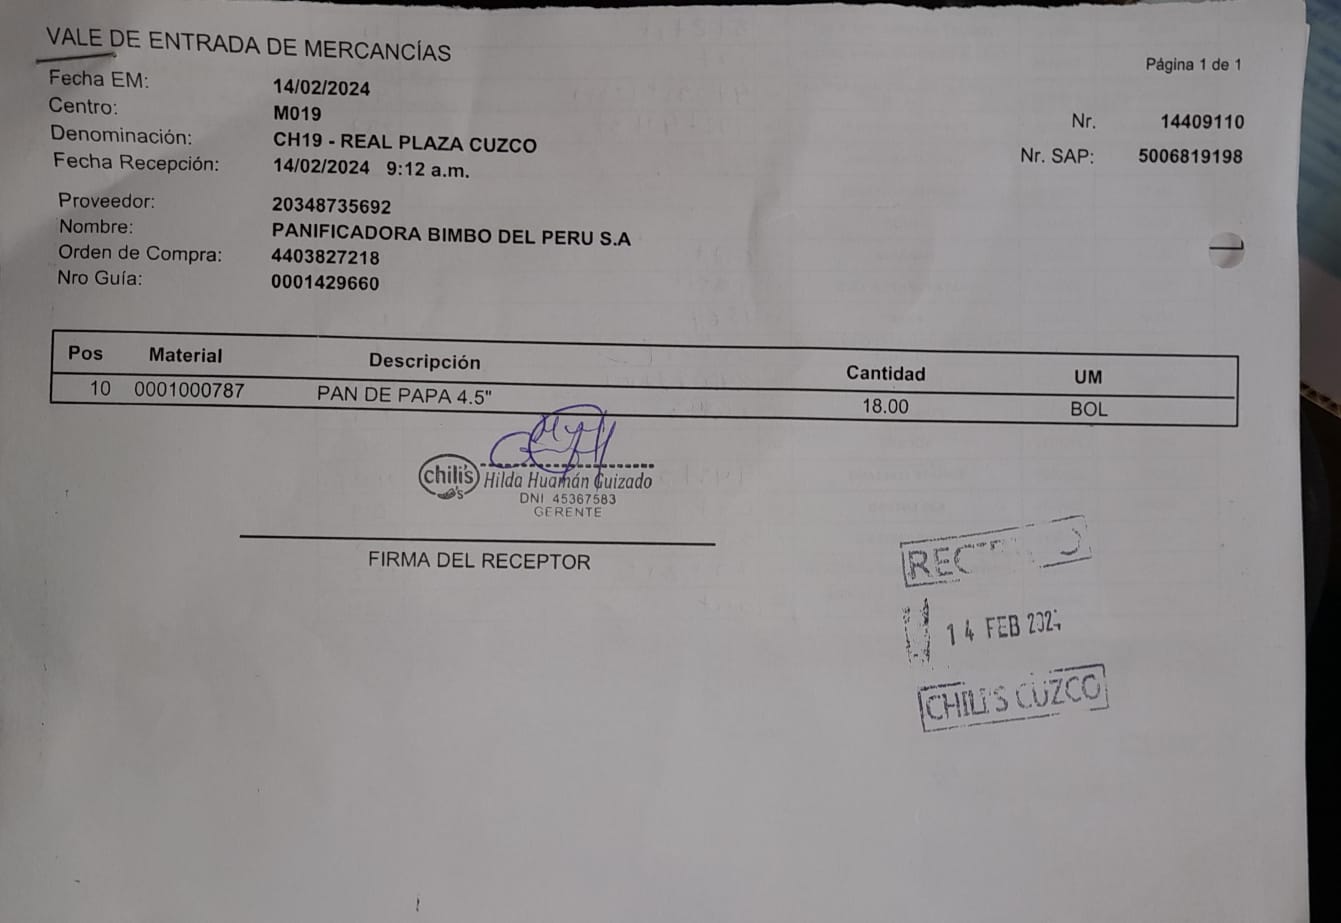 VALE DE ENTRADA DE MERCANCÍAS
Página 1 de 1
Fecha EM: 14/02/2024
Centro: M019
Nr. 14409110
Denominación: CH19 - REAL PLAZA CUZCO
Nr. SAP: 5006819198
Fecha Recepción: 14/02/2024 9:12 a.m.
Proveedor: 20348735692
Nombre: PANIFICADORA BIMBO DEL PERU S.A
Orden de Compra: 4403827218
Nro Guía: 0001429660
Pos Material Descripción Cantidad UM
10 0001000787 PAN DE PAPA 4.5" 18.00 BOL
chili's Hilda Huamán Guizado
DNI 45367583
GERENTE
FIRMA DEL RECEPTOR
14 FEB
CHILI'S CUZCO